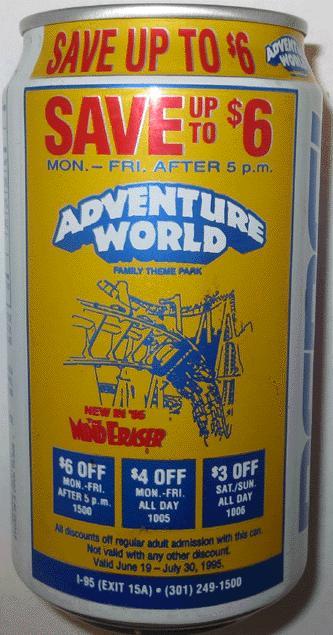 SAVE UP TO $6
ADVENTURE
WORLD
SAVE UP TO $6
MON. – FRI. AFTER 5 p.m.
ADVENTURE
WORLD
FAMILY THEME PARK
NEW IN '95
MIND ERASER
$6 OFF
MON.-FRI.
AFTER 5 p.m.
1500
$4 OFF
MON.-FRI.
ALL DAY
1005
$3 OFF
SAT./SUN.
ALL DAY
1006
All discounts off regular adult admission with this can.
Not valid with any other discount.
Valid June 19 – July 30, 1995.
I-95 (EXIT 15A) • (301) 249-1500